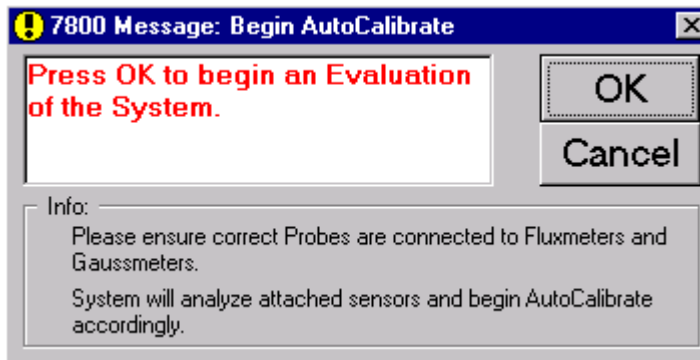 7800 Message: Begin AutoCalibrate
Press OK to begin an Evaluation
of the System.
OK
Cancel
Info:
Please ensure correct Probes are connected to Fluxmeters and
Gaussmeters.
System will analyze attached sensors and begin AutoCalibrate
accordingly.